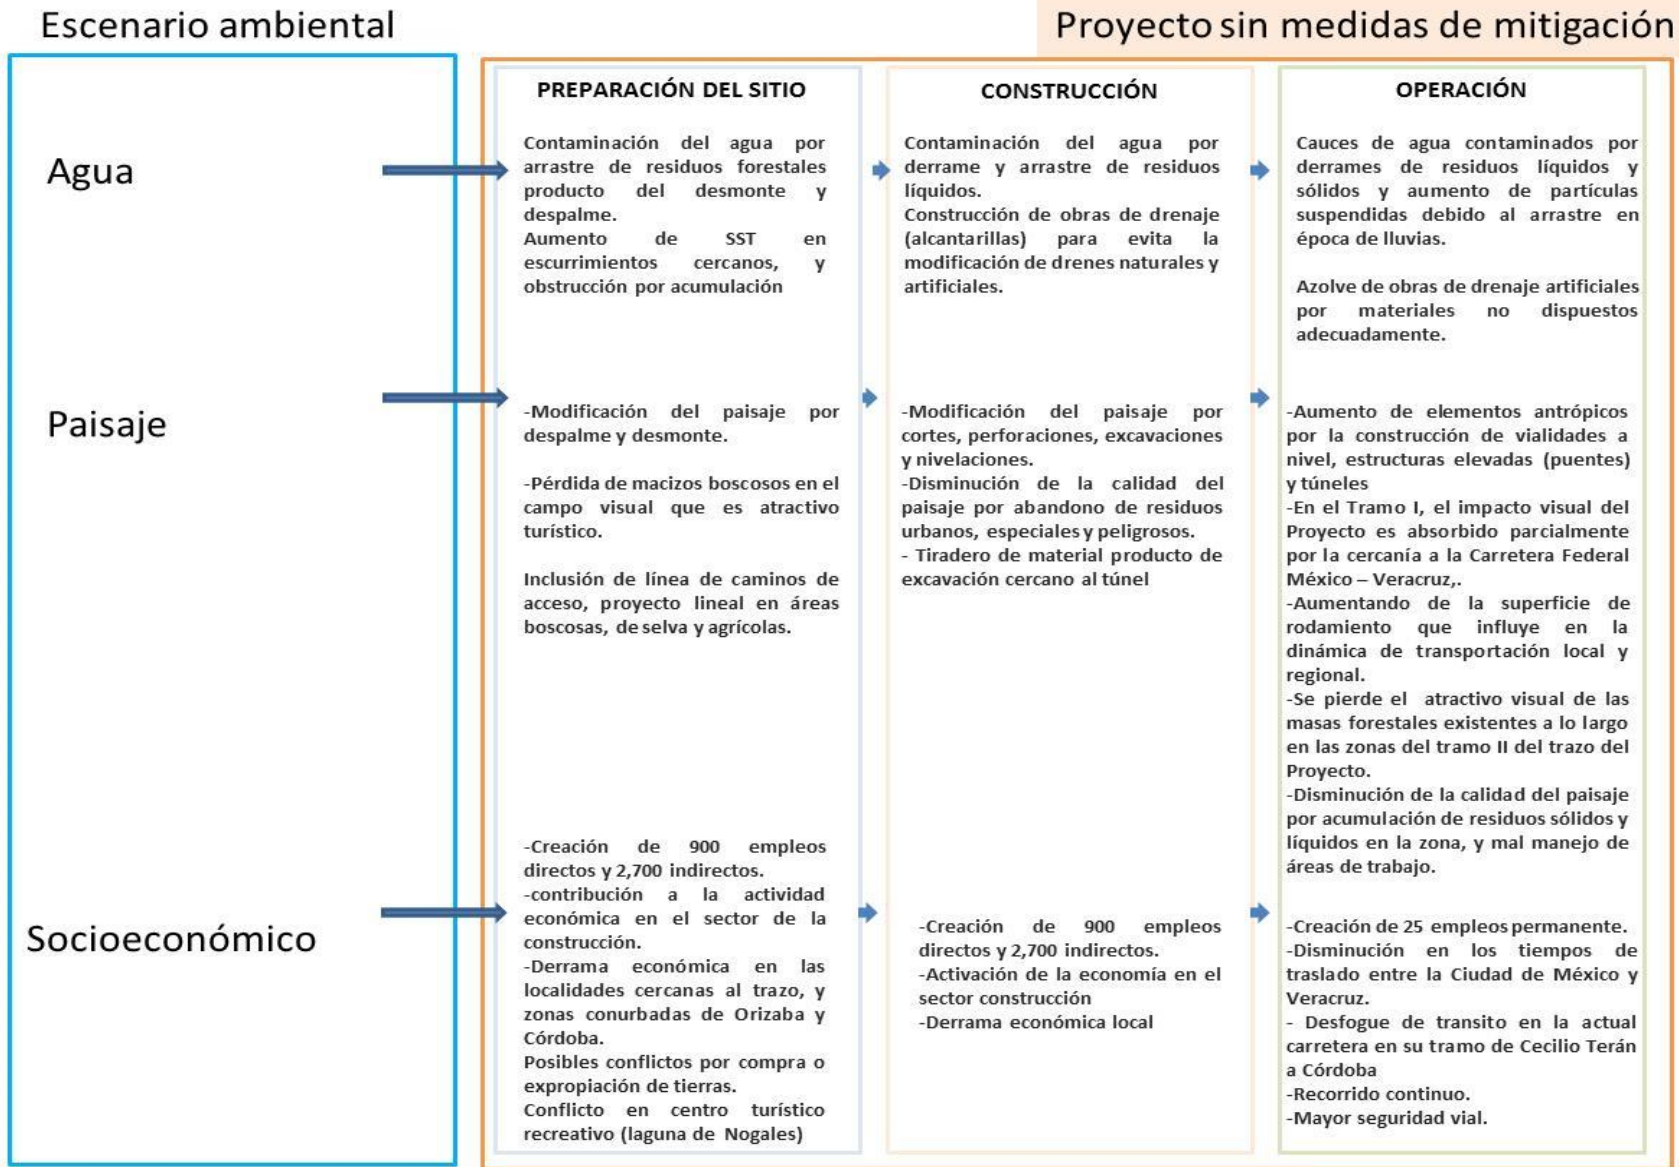 Escenario ambiental
Proyecto sin medidas de mitigación
Agua
Paisaje
Socioeconómico
PREPARACIÓN DEL SITIO
Contaminación del agua por
arrastre de residuos forestales
producto del desmonte y
despalme.
Aumento de SST en
escurrimientos cercanos, y
obstrucción por acumulación
-Modificación del paisaje por
despalme y desmonte.
-Pérdida de macizos boscosos en el
campo visual que es atractivo
turístico.
Inclusión de línea de caminos de
acceso, proyecto lineal en áreas
boscosas, de selva y agrícolas.
-Creación de 900 empleos
directos y 2,700 indirectos.
-contribución a la actividad
económica en el sector de la
construcción.
-Derrama económica en las
localidades cercanas al trazo, y
zonas conurbadas de Orizaba y
Córdoba.
Posibles conflictos por compra o
expropiación de tierras.
Conflicto en centro turístico
recreativo (laguna de Nogales)
CONSTRUCCIÓN
Contaminación del agua por
derrame y arrastre de residuos
líquidos.
Construcción de obras de drenaje
(alcantarillas) para evita la
modificación de drenes naturales y
artificiales.
-Modificación del paisaje por
cortes, perforaciones, excavaciones
y nivelaciones.
-Disminución de la calidad del
paisaje por abandono de residuos
urbanos, especiales y peligrosos.
- Tiradero de material producto de
excavación cercano al túnel
-Creación de 900 empleos
directos y 2,700 indirectos.
-Activación de la economía en el
sector construcción
-Derrama económica local
OPERACIÓN
Cauces de agua contaminados por
derrames de residuos líquidos y
sólidos y aumento de partículas
suspendidas debido al arrastre en
época de lluvias.
Azolve de obras de drenaje artificiales
por materiales no dispuestos
adecuadamente.
-Aumento de elementos antrópicos
por la construcción de vialidades a
nivel, estructuras elevadas (puentes)
y túneles
-En el Tramo I, el impacto visual del
Proyecto es absorbido parcialmente
por la cercanía a la Carretera Federal
México – Veracruz,.
-Aumentando de la superficie de
rodamiento que influye en la
dinámica de transportación local y
regional.
-Se pierde el atractivo visual de las
masas forestales existentes a lo largo
en las zonas del tramo II del trazo del
Proyecto.
-Disminución de la calidad del paisaje
por acumulación de residuos sólidos y
líquidos en la zona, y mal manejo de
áreas de trabajo.
-Creación de 25 empleos permanente.
-Disminución en los tiempos de
traslado entre la Ciudad de México y
Veracruz.
- Desfogue de transito en la actual
carretera en su tramo de Cecilio Terán
a Córdoba
-Recorrido continuo.
-Mayor seguridad vial.